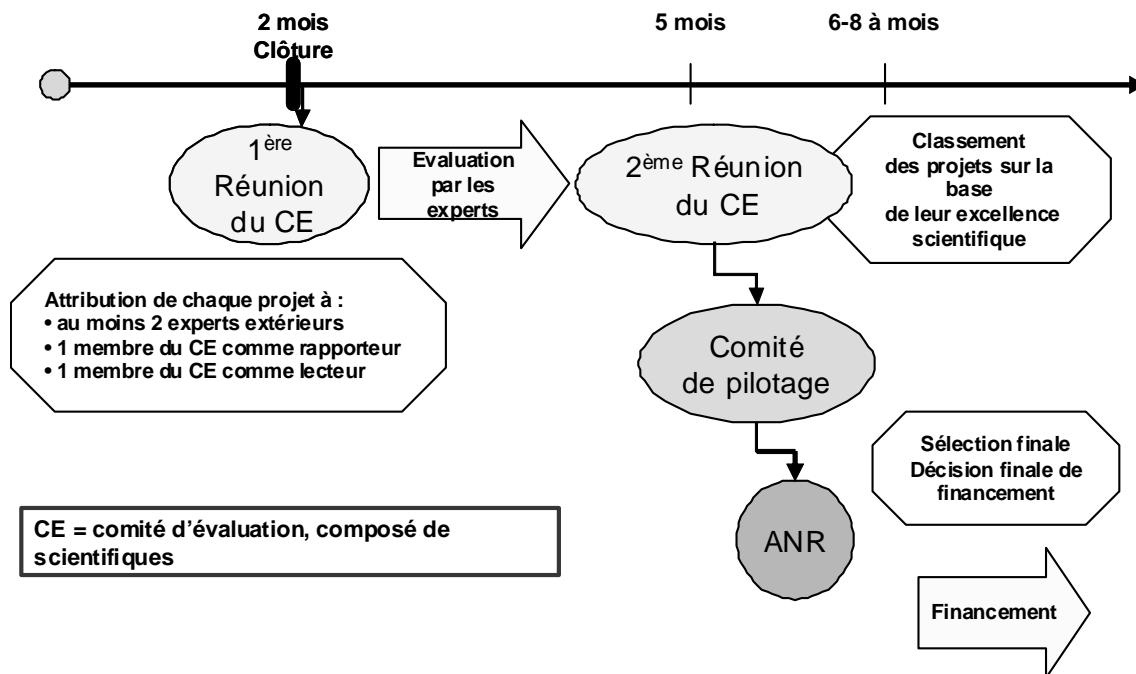 2 mois
Clôture
5 mois
6-8 à mois
1ère
Réunion
du CE
Evaluation
par les
experts
2ème Réunion
du CE
Classement
des projets sur la
base
de leur excellence
scientifique
Attribution de chaque projet à :
• au moins 2 experts extérieurs
• 1 membre du CE comme rapporteur
• 1 membre du CE comme lecteur
Comité
de pilotage
Sélection finale
Décision finale de
financement
CE = comité d’évaluation, composé de
scientifiques
ANR
Financement